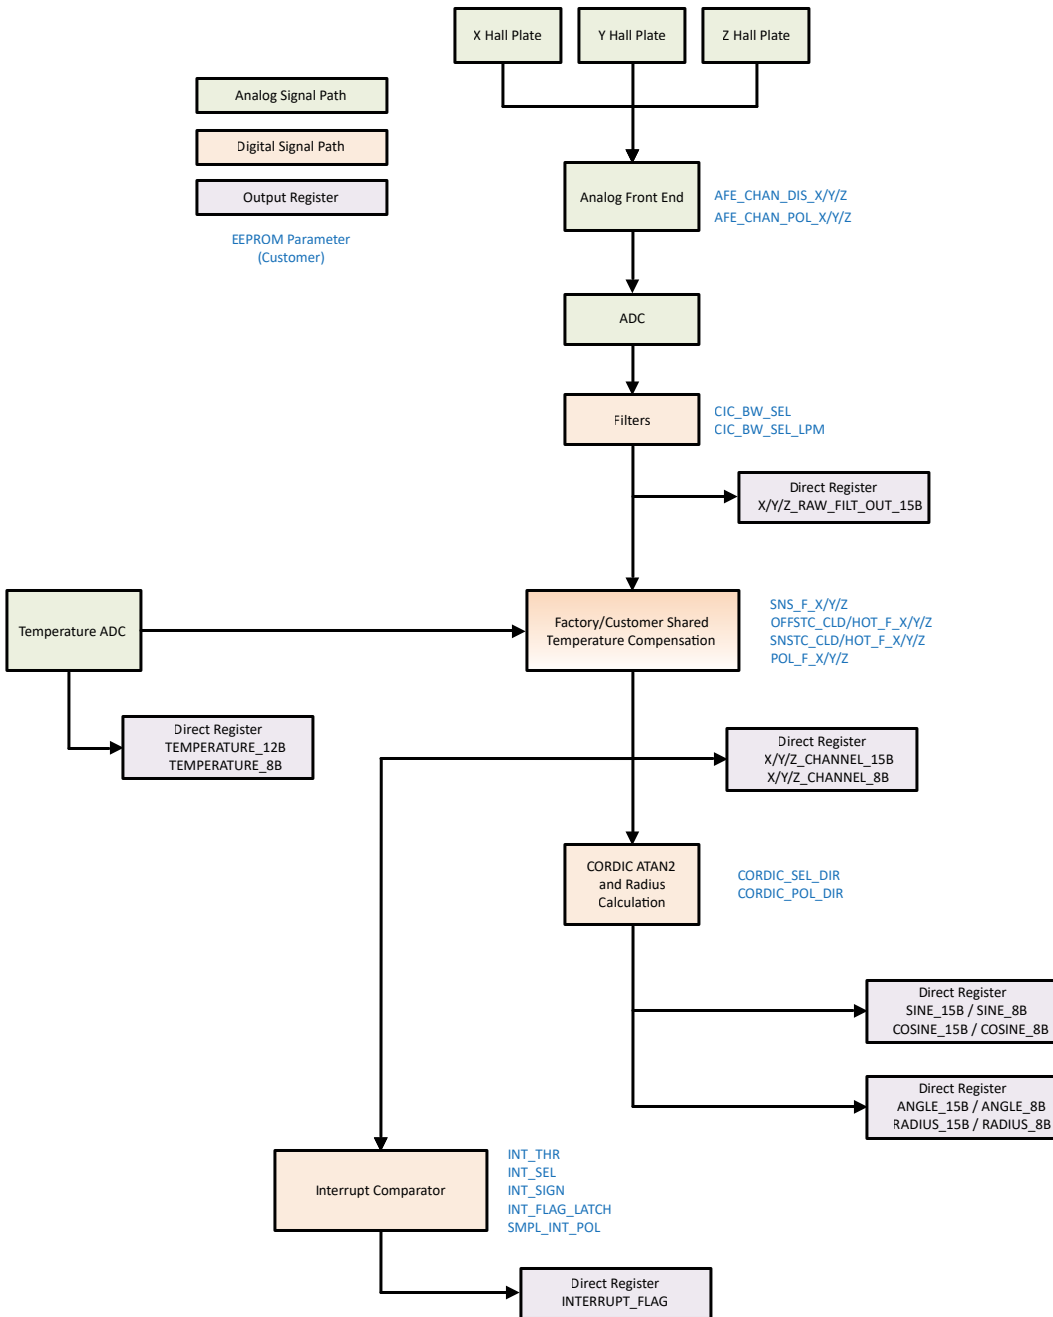 X Hall Plate
Y Hall Plate
Z Hall Plate
Analog Signal Path
Digital Signal Path
Output Register
EEPROM Parameter
(Customer)
Analog Front End
AFE_CHAN_DIS_X/Y/Z
AFE_CHAN_POL_X/Y/Z
ADC
Filters
CIC_BW_SEL
CIC_BW_SEL_LPM
Direct Register
X/Y/Z_RAW_FILT_OUT_15B
Temperature ADC
Factory/Customer Shared
Temperature Compensation
SNS_F_X/Y/Z
OFFSTC_CLD/HOT_F_X/Y/Z
SNSTC_CLD/HOT_F_X/Y/Z
POL_F_X/Y/Z
Direct Register
TEMPERATURE_12B
TEMPERATURE_8B
Direct Register
X/Y/Z_CHANNEL_15B
X/Y/Z_CHANNEL_8B
CORDIC ATAN2
and Radius
Calculation
CORDIC_SEL_DIR
CORDIC_POL_DIR
Direct Register
SINE_15B / SINE_8B
COSINE_15B / COSINE_8B
Direct Register
ANGLE_15B / ANGLE_8B
RADIUS_15B / RADIUS_8B
Interrupt Comparator
INT_THR
INT_SEL
INT_SIGN
INT_FLAG_LATCH
SMPL_INT_POL
Direct Register
INTERRUPT_FLAG